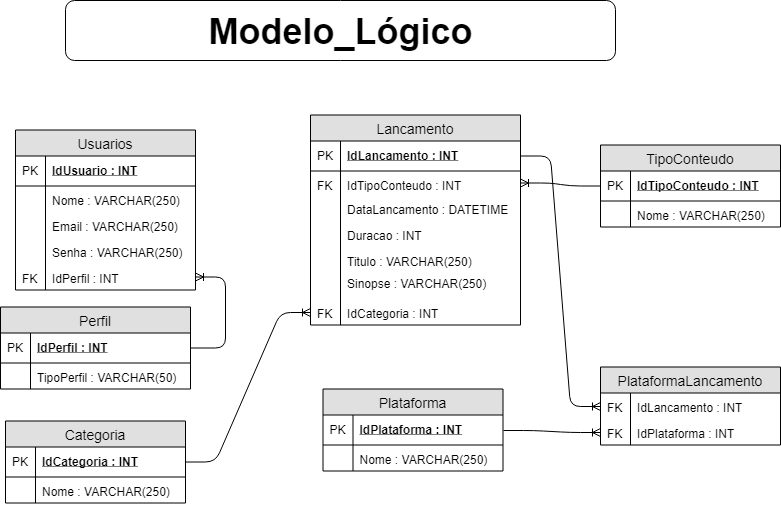 Modelo_Lógico
Usuarios
PK IdUsuario : INT
Nome : VARCHAR(250)
Email : VARCHAR(250)
Senha : VARCHAR(250)
FK IdPerfil : INT
Perfil
PK IdPerfil : INT
TipoPerfil : VARCHAR(50)
Categoria
PK IdCategoria : INT
Nome : VARCHAR(250)
Lancamento
PK IdLancamento : INT
FK IdTipoConteudo : INT
DataLancamento : DATETIME
Duracao : INT
Titulo : VARCHAR(250)
Sinopse : VARCHAR(250)
FK IdCategoria : INT
Plataforma
PK IdPlataforma : INT
Nome : VARCHAR(250)
TipoConteudo
PK IdTipoConteudo : INT
Nome : VARCHAR(250)
PlataformaLancamento
FK IdLancamento : INT
FK IdPlataforma : INT